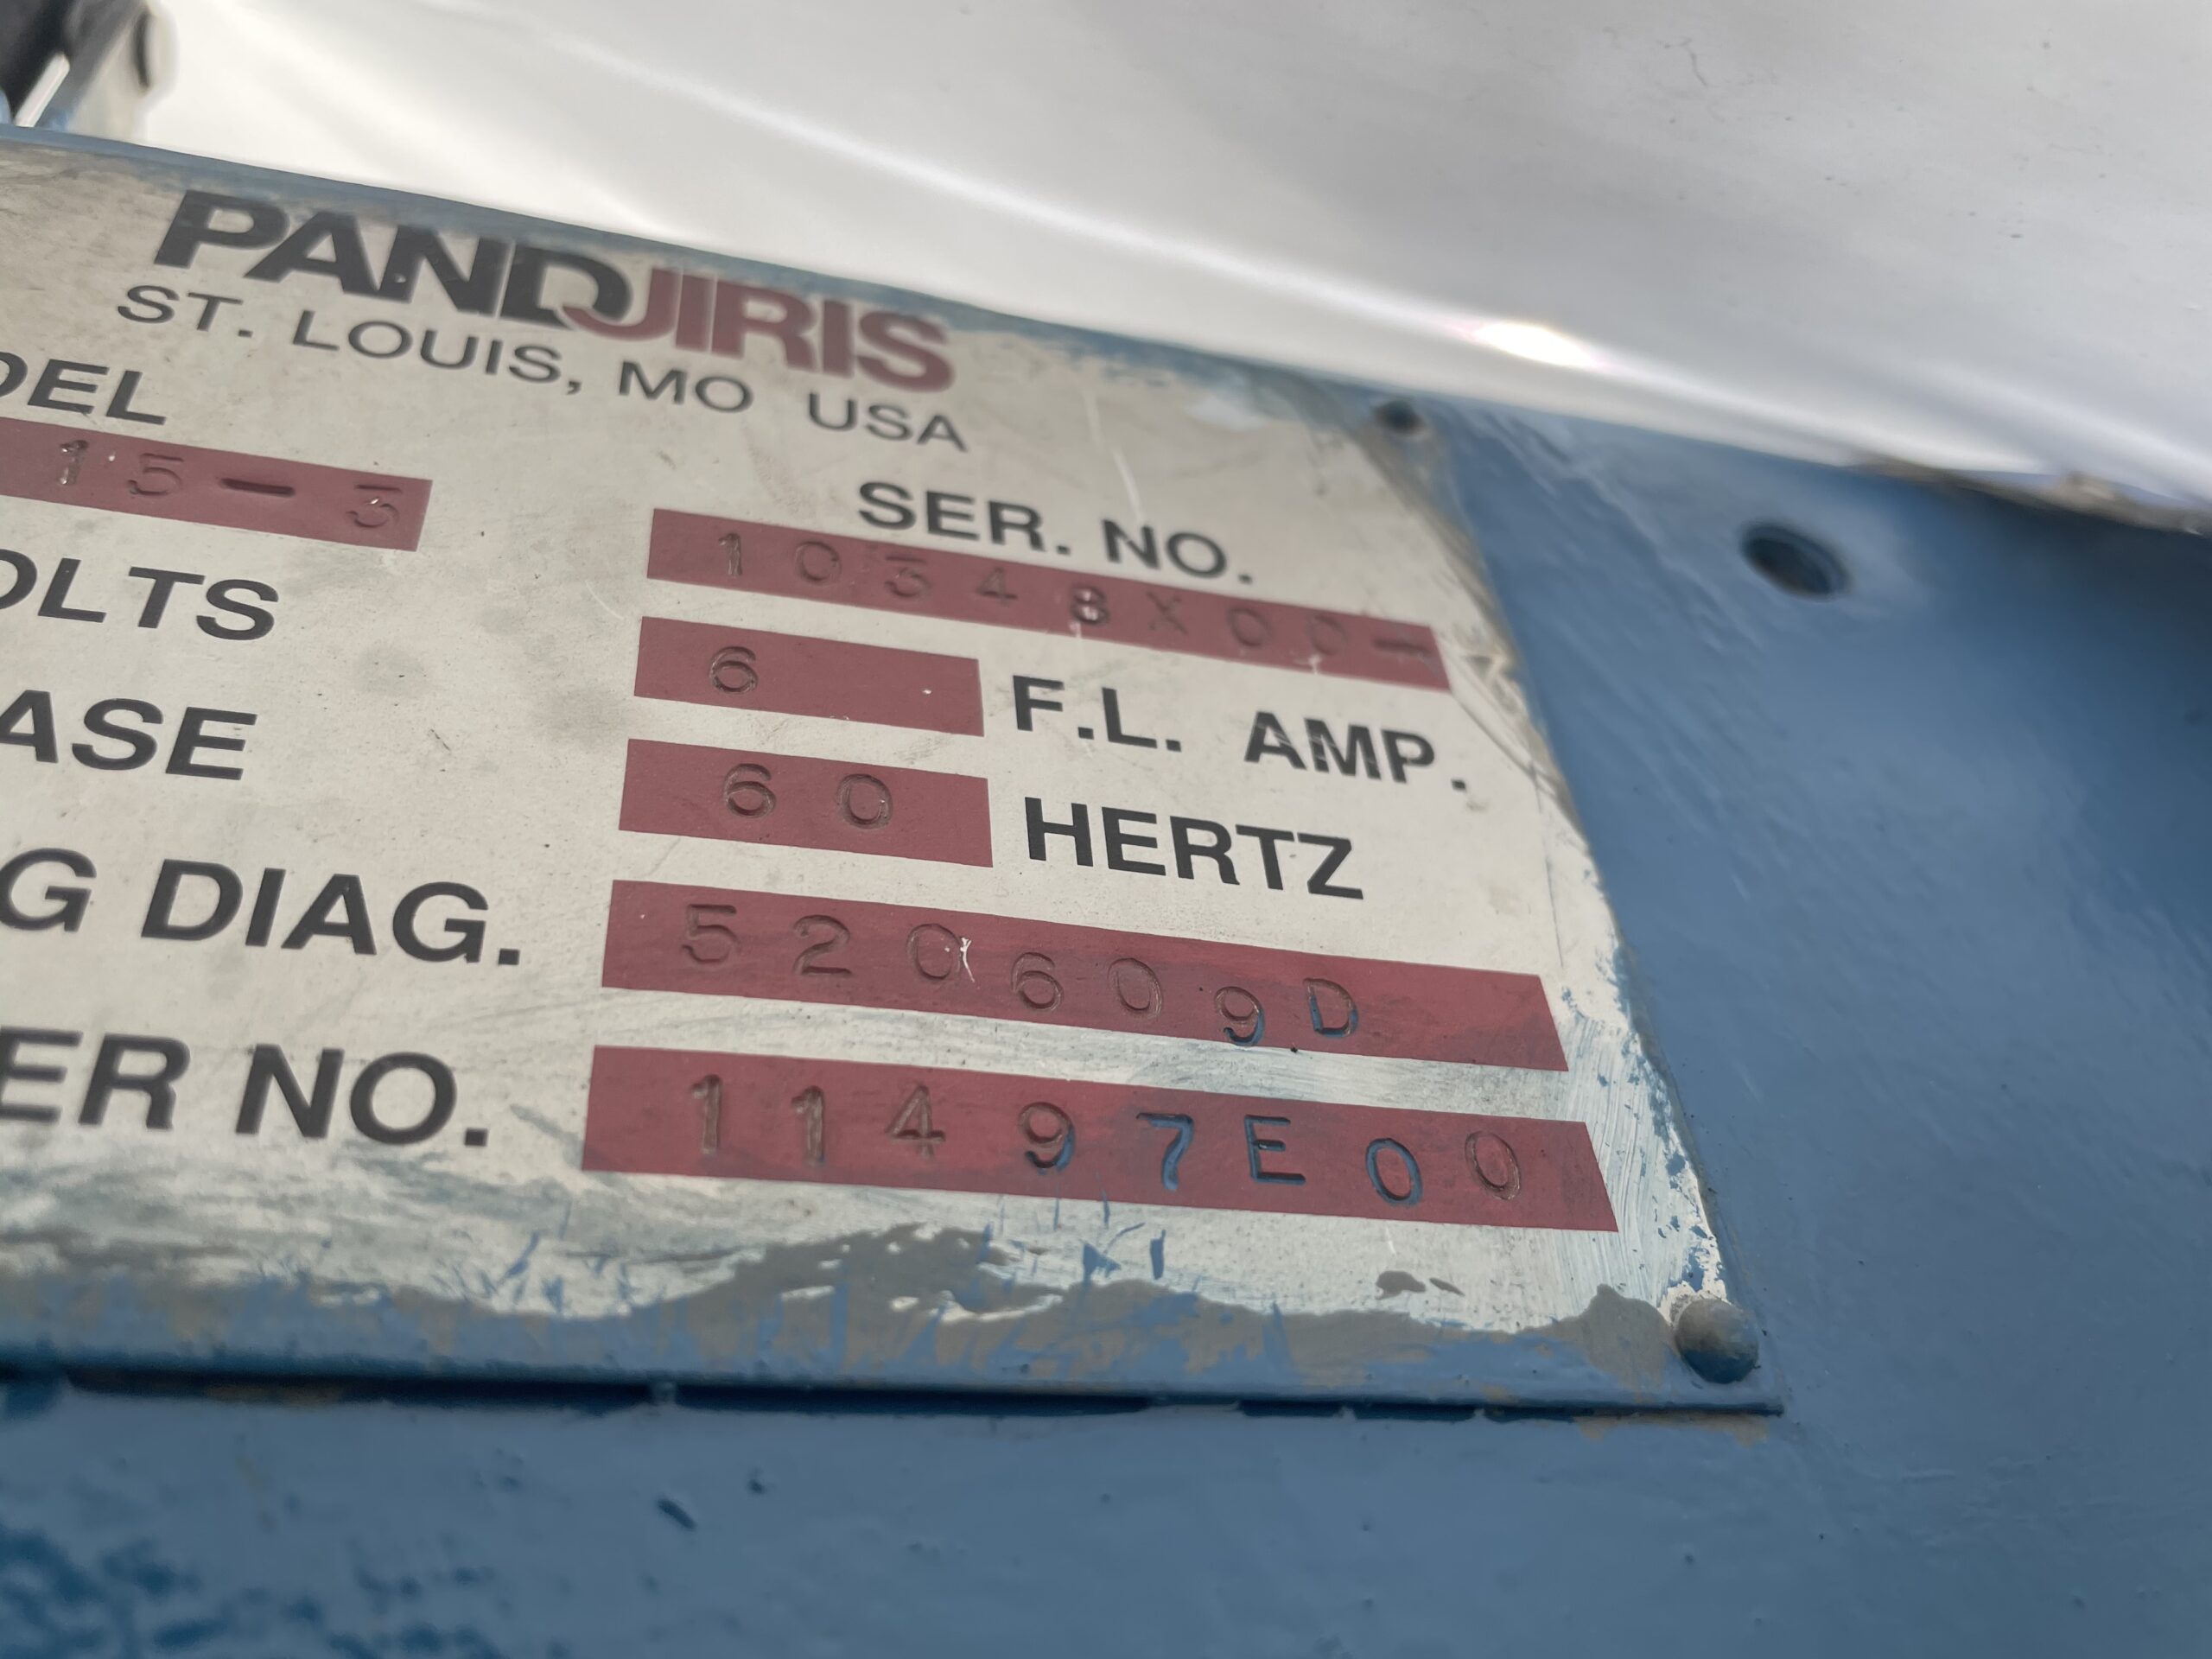 PANDJIRIS
ST. LOUIS, MO USA
DEL
15-3
SER. NO.
10348X00-
OLTS
6 F.L. AMP.
ASE
60 HERTZ
G DIAG.
520609D
ER NO.
11497E00